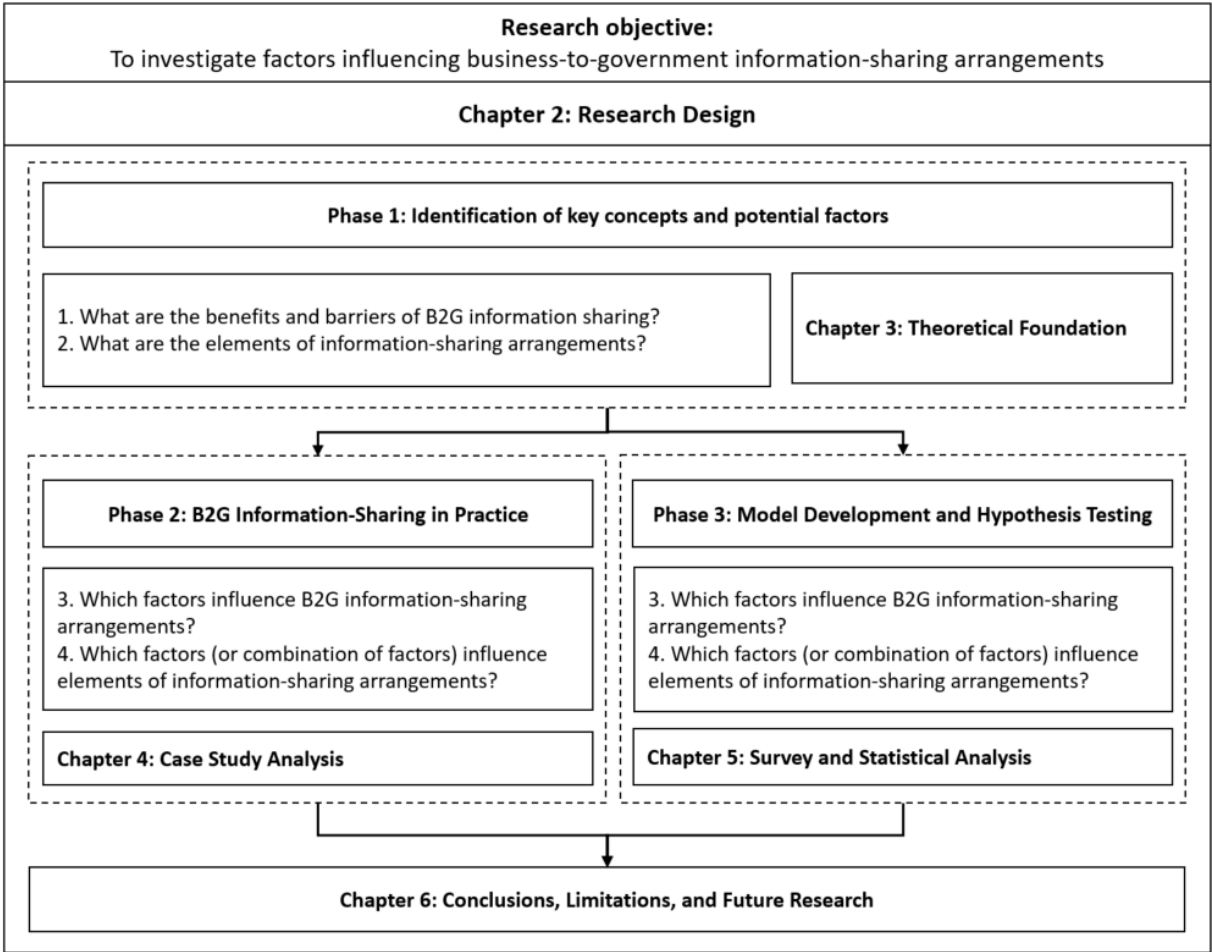 Research objective:
To investigate factors influencing business-to-government information-sharing arrangements
Chapter 2: Research Design
Phase 1: Identification of key concepts and potential factors
1. What are the benefits and barriers of B2G information sharing?
2. What are the elements of information-sharing arrangements?
Chapter 3: Theoretical Foundation
Phase 2: B2G Information-Sharing in Practice
3. Which factors influence B2G information-sharing
arrangements?
4. Which factors (or combination of factors) influence
elements of information-sharing arrangements?
Chapter 4: Case Study Analysis
Phase 3: Model Development and Hypothesis Testing
3. Which factors influence B2G information-sharing
arrangements?
4. Which factors (or combination of factors) influence
elements of information-sharing arrangements?
Chapter 5: Survey and Statistical Analysis
Chapter 6: Conclusions, Limitations, and Future Research